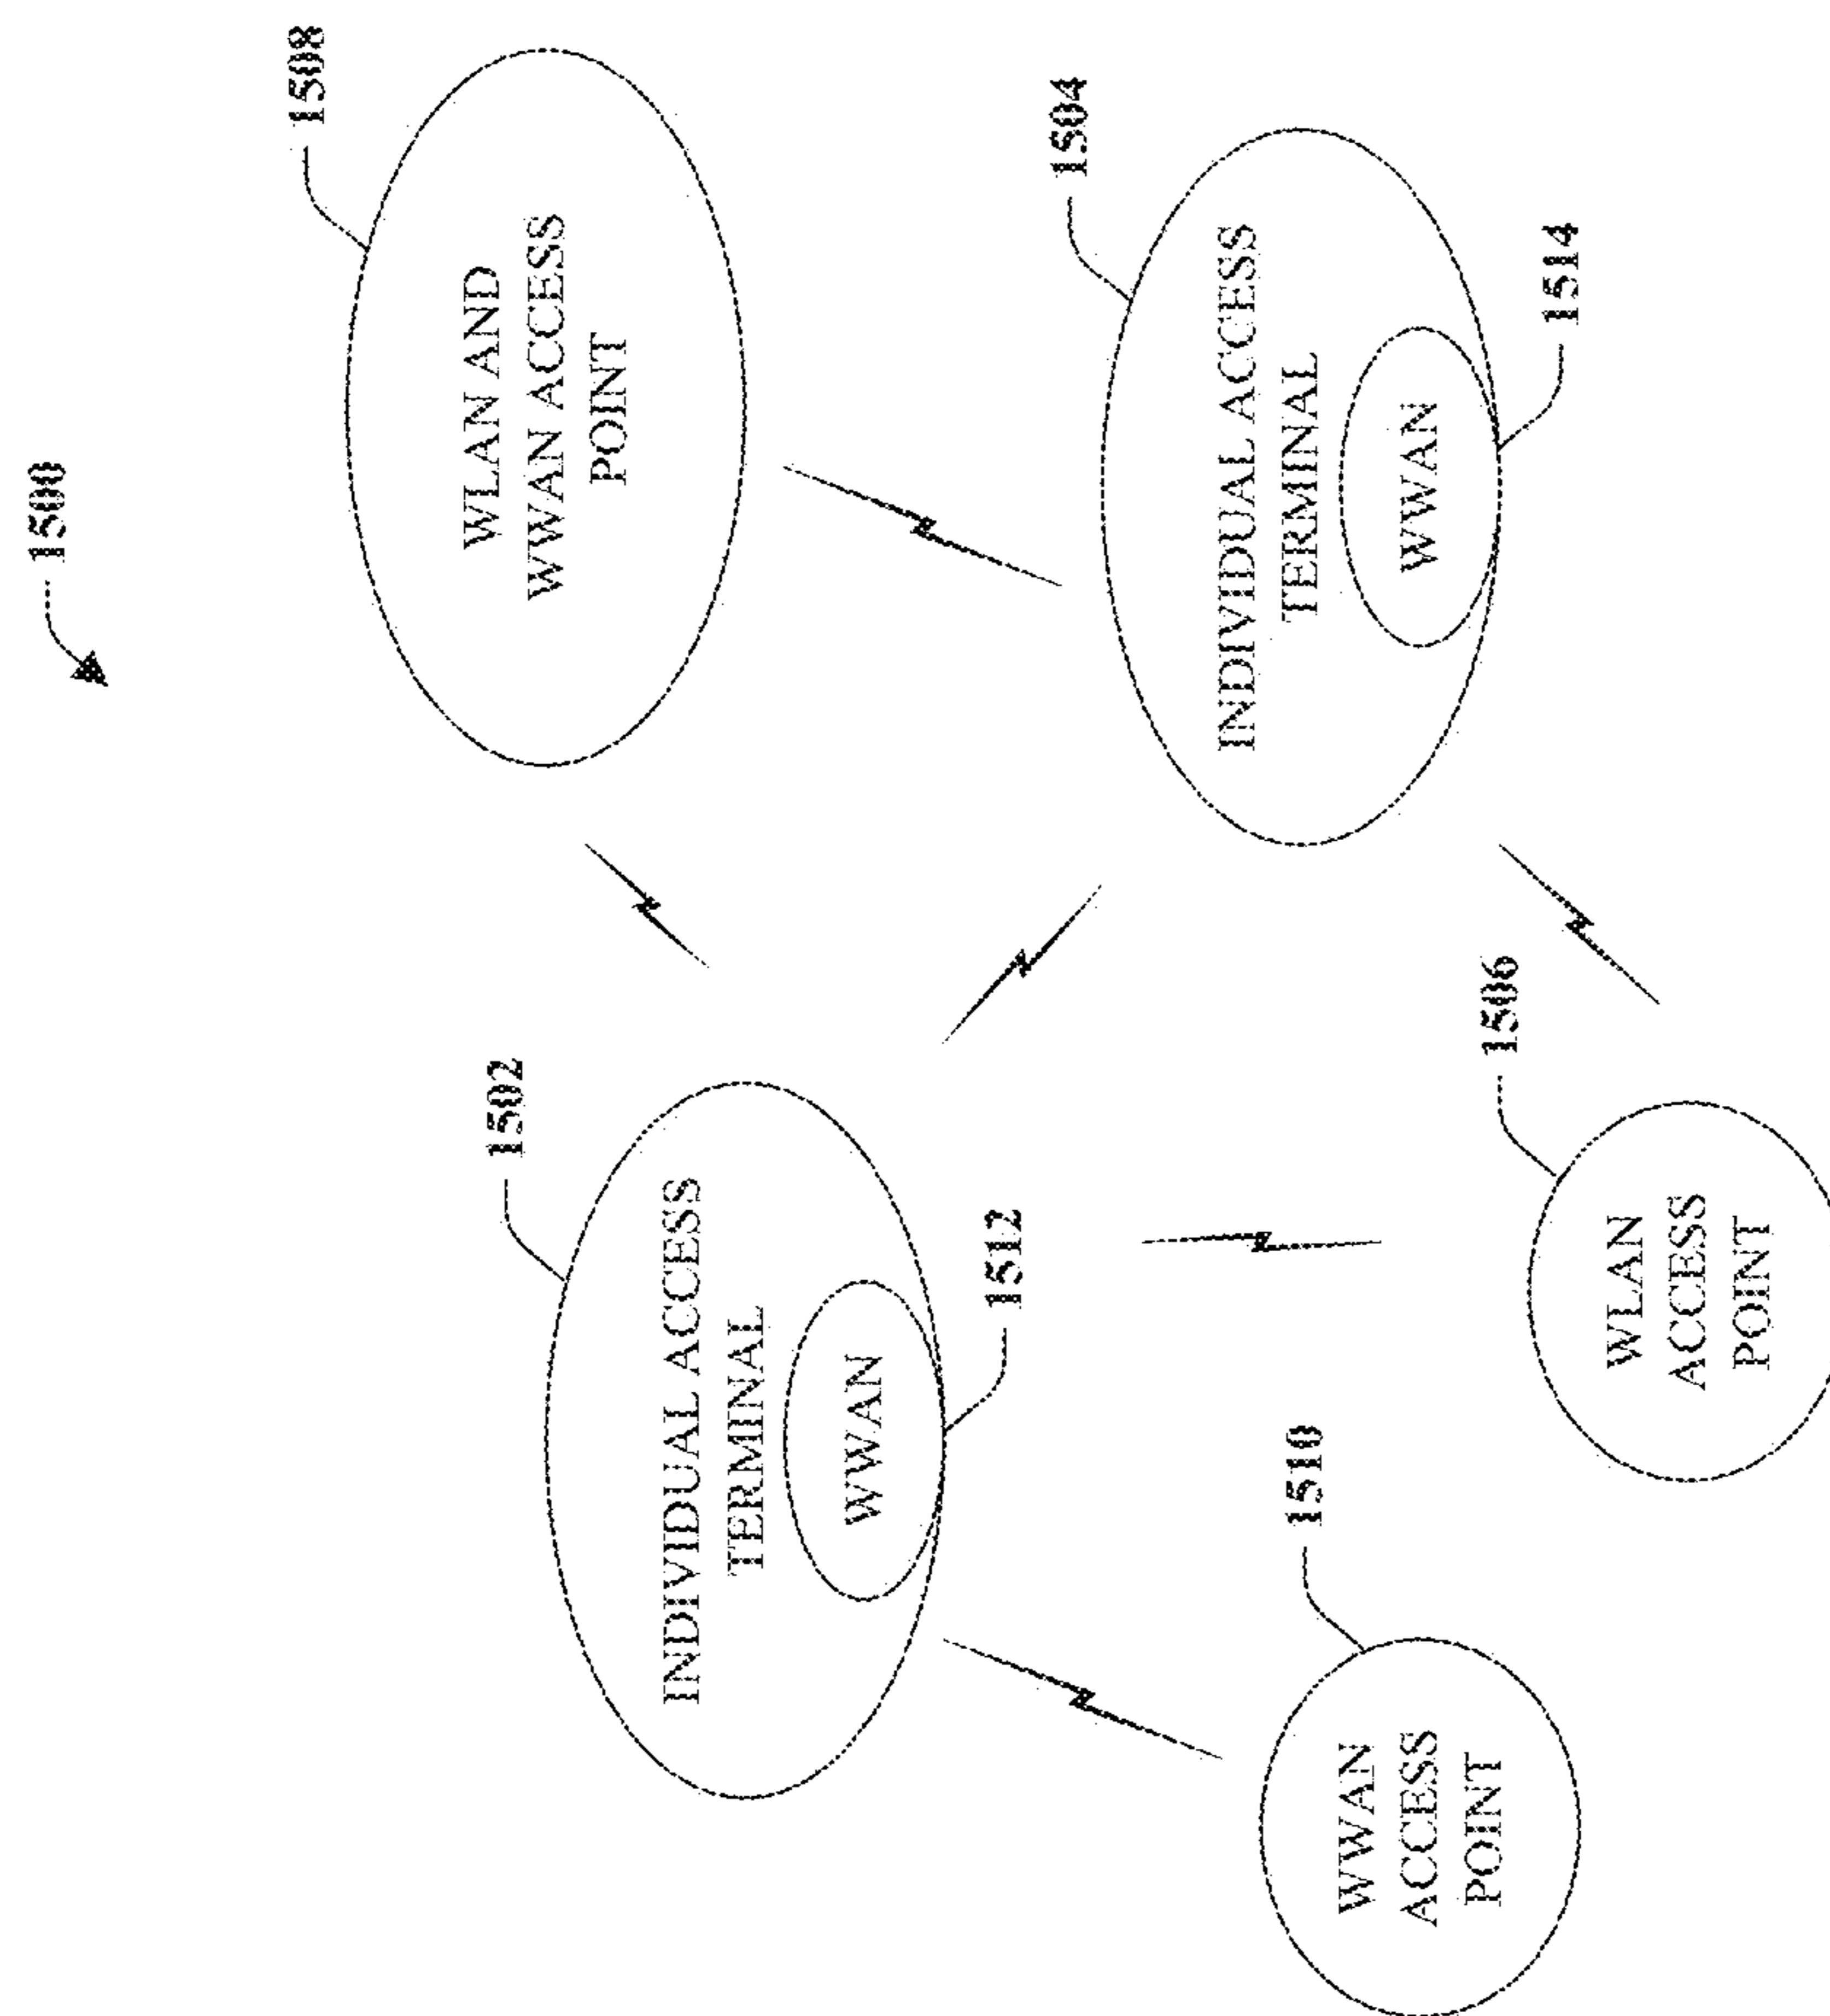 1500
1508
WLAN AND
WWAN ACCESS
POINT
1502
INDIVIDUAL ACCESS
TERMINAL
WWAN
1512
1504
INDIVIDUAL ACCESS
TERMINAL
WWAN
1514
1510
WWAN
ACCESS
POINT
1506
WLAN
ACCESS
POINT